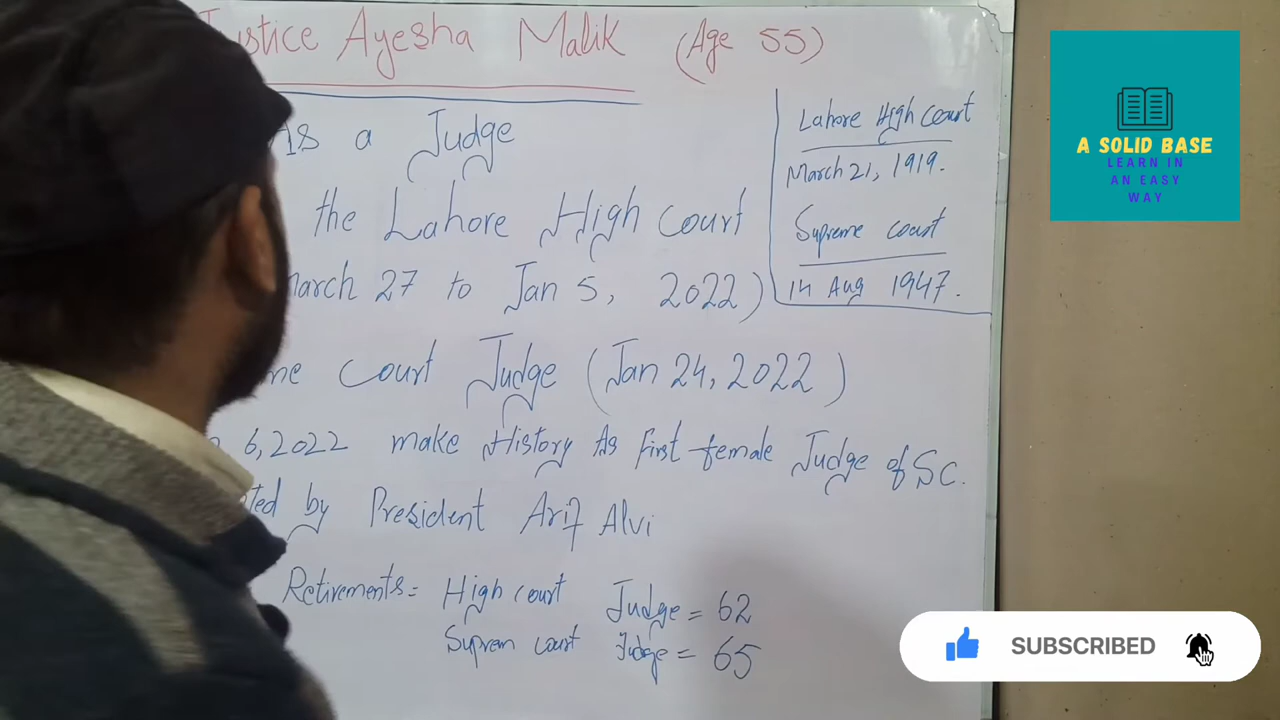 Justice Ayesha Malik (Age 55)
As a Judge
the Lahore High Court
March 27 to Jan 5, 2022)
Court Judge (Jan 24, 2022)
6, 2022 make History As First female Judge of SC.
by President Arif Alvi
Retirements = High court Judge = 62
Suprem court Judge = 65
Lahore High Court
March 21, 1919.
Supreme court
14 Aug 1947.
A SOLID BASE
LEARN IN
AN EASY
WAY
SUBSCRIBED